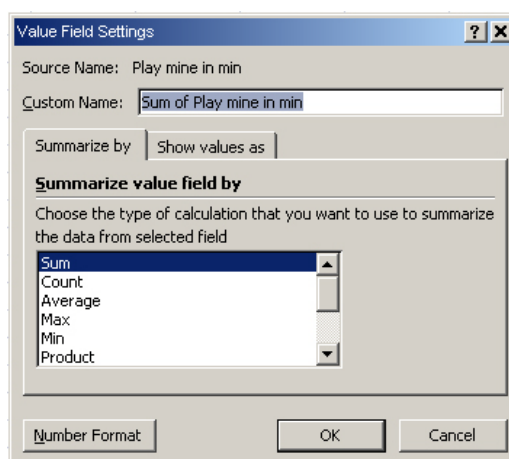 Value Field Settings
Source Name: Play mine in min
Custom Name: Sum of Play mine in min
Summarize by Show values as
Summarize value field by
Choose the type of calculation that you want to use to summarize
the data from selected field
Sum
Count
Average
Max
Min
Product
Number Format OK Cancel